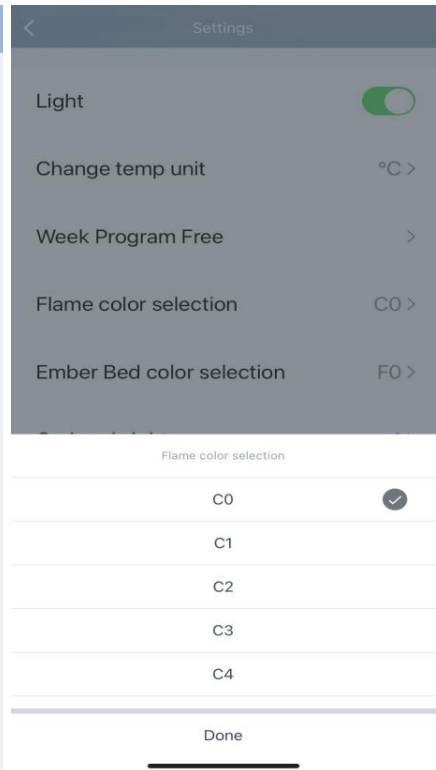 Settings
Light
Change temp unit °C >
Week Program Free >
Flame color selection C0 >
Ember Bed color selection F0 >
Flame color selection
C0
C1
C2
C3
C4
Done